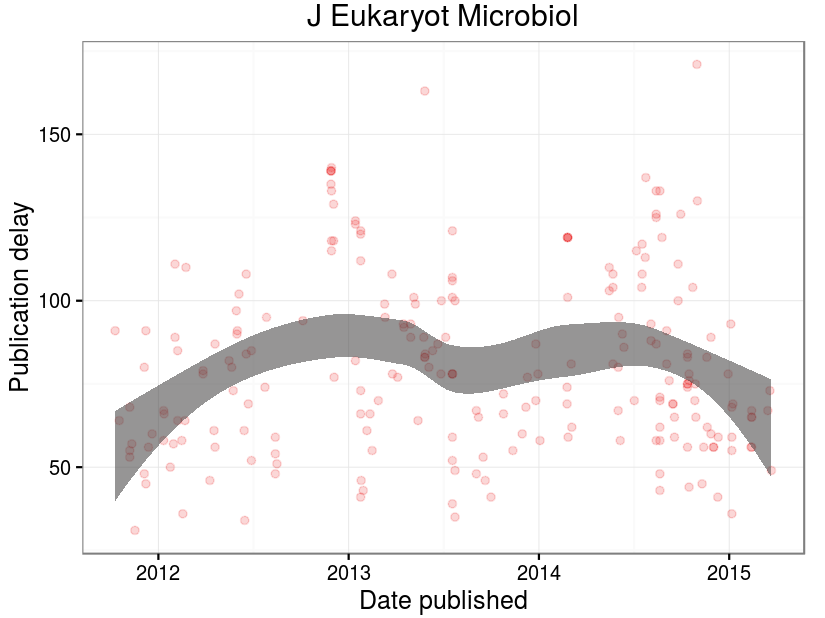 J Eukaryot Microbiol
150
100
50
Publication delay
2012 2013 2014 2015
Date published